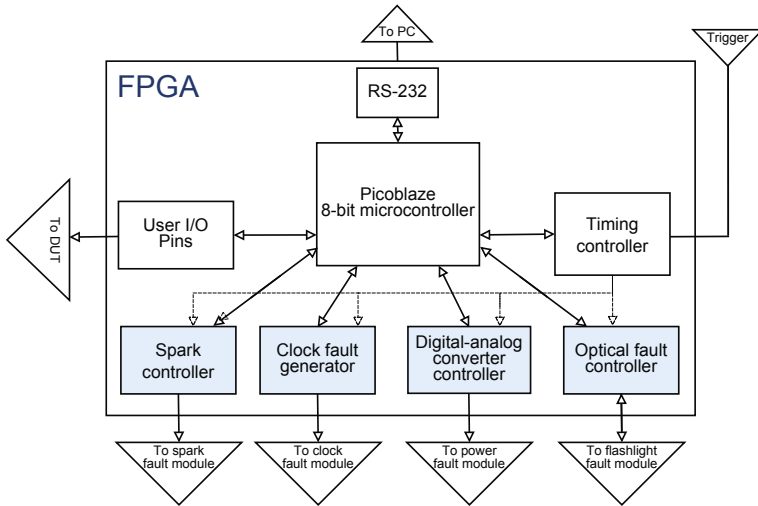 To PC
Trigger
FPGA
RS-232
Picoblaze
8-bit microcontroller
To DUT
User I/O
Pins
Timing
controller
Spark
controller
Clock fault
generator
Digital-analog
converter
controller
Optical fault
controller
To spark
fault module
To clock
fault module
To power
fault module
To flashlight
fault module